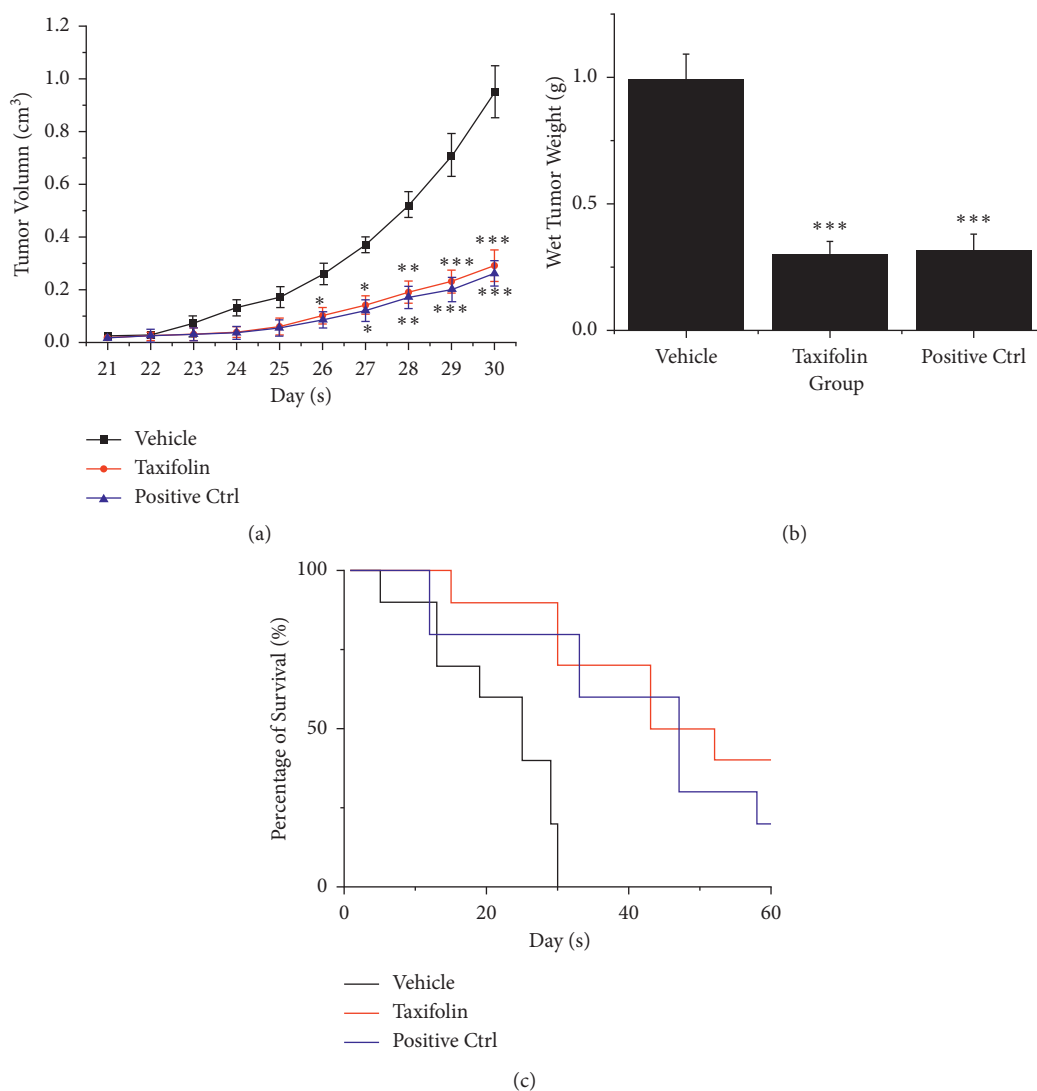 1.2
1.0
0.8
0.6
0.4
0.2
0.0
Tumor Volumn (cm³)
* * ** *** ***
* ** *** ***
21 22 23 24 25 26 27 28 29 30
Day (s)
Vehicle
Taxifolin
Positive Ctrl
(a)
1.0
0.5
0.0
Wet Tumor Weight (g)
*** ***
Vehicle Taxifolin Positive Ctrl
Group
(b)
100
50
0
Percentage of Survival (%)
0 20 40 60
Day (s)
Vehicle
Taxifolin
Positive Ctrl
(c)